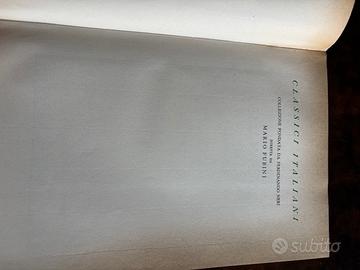 CLASSICI ITALIANI
COLLEZIONE FONDATA DA FERDINANDO NERI
DIRETTA DA
MARIO FUBINI
subito